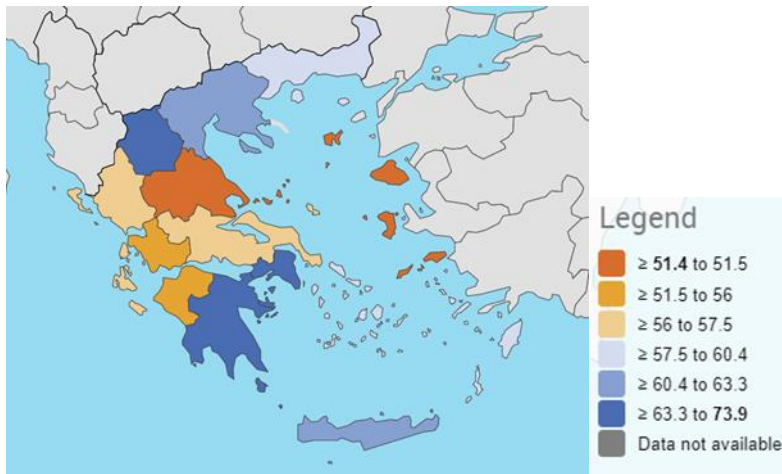 Legend
≥ 51.4 to 51.5
≥ 51.5 to 56
≥ 56 to 57.5
≥ 57.5 to 60.4
≥ 60.4 to 63.3
≥ 63.3 to 73.9
Data not available